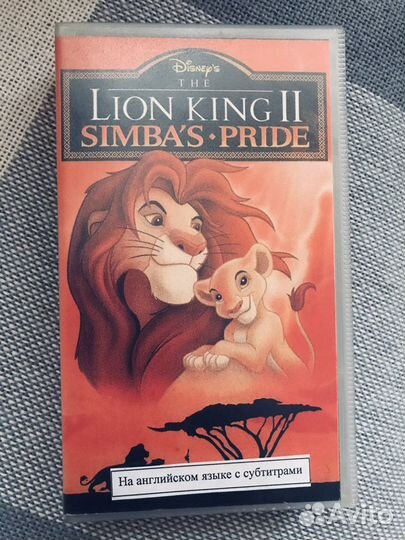 Disney's
THE
LION KING II
SIMBA'S • PRIDE
На английском языке с субтитрами
Avito